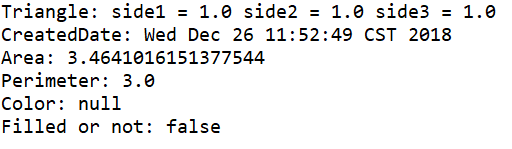 Triangle: side1 = 1.0 side2 = 1.0 side3 = 1.0
CreatedDate: Wed Dec 26 11:52:49 CST 2018
Area: 3.4641016151377544
Perimeter: 3.0
Color: null
Filled or not: false